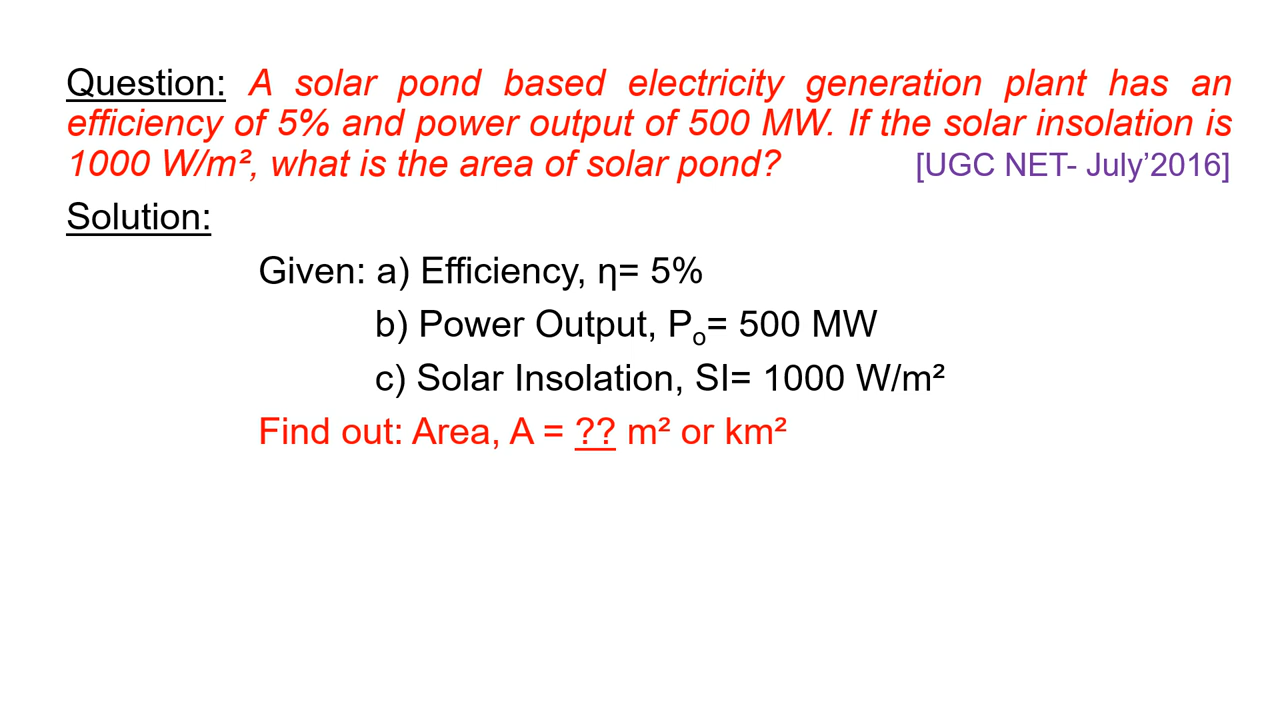 Question: A solar pond based electricity generation plant has an
efficiency of 5% and power output of 500 MW. If the solar insolation is
1000 W/m², what is the area of solar pond? [UGC NET- July’2016]
Solution:
Given: a) Efficiency, η= 5%
b) Power Output, Pₒ= 500 MW
c) Solar Insolation, SI= 1000 W/m²
Find out: Area, A = ?? m² or km²